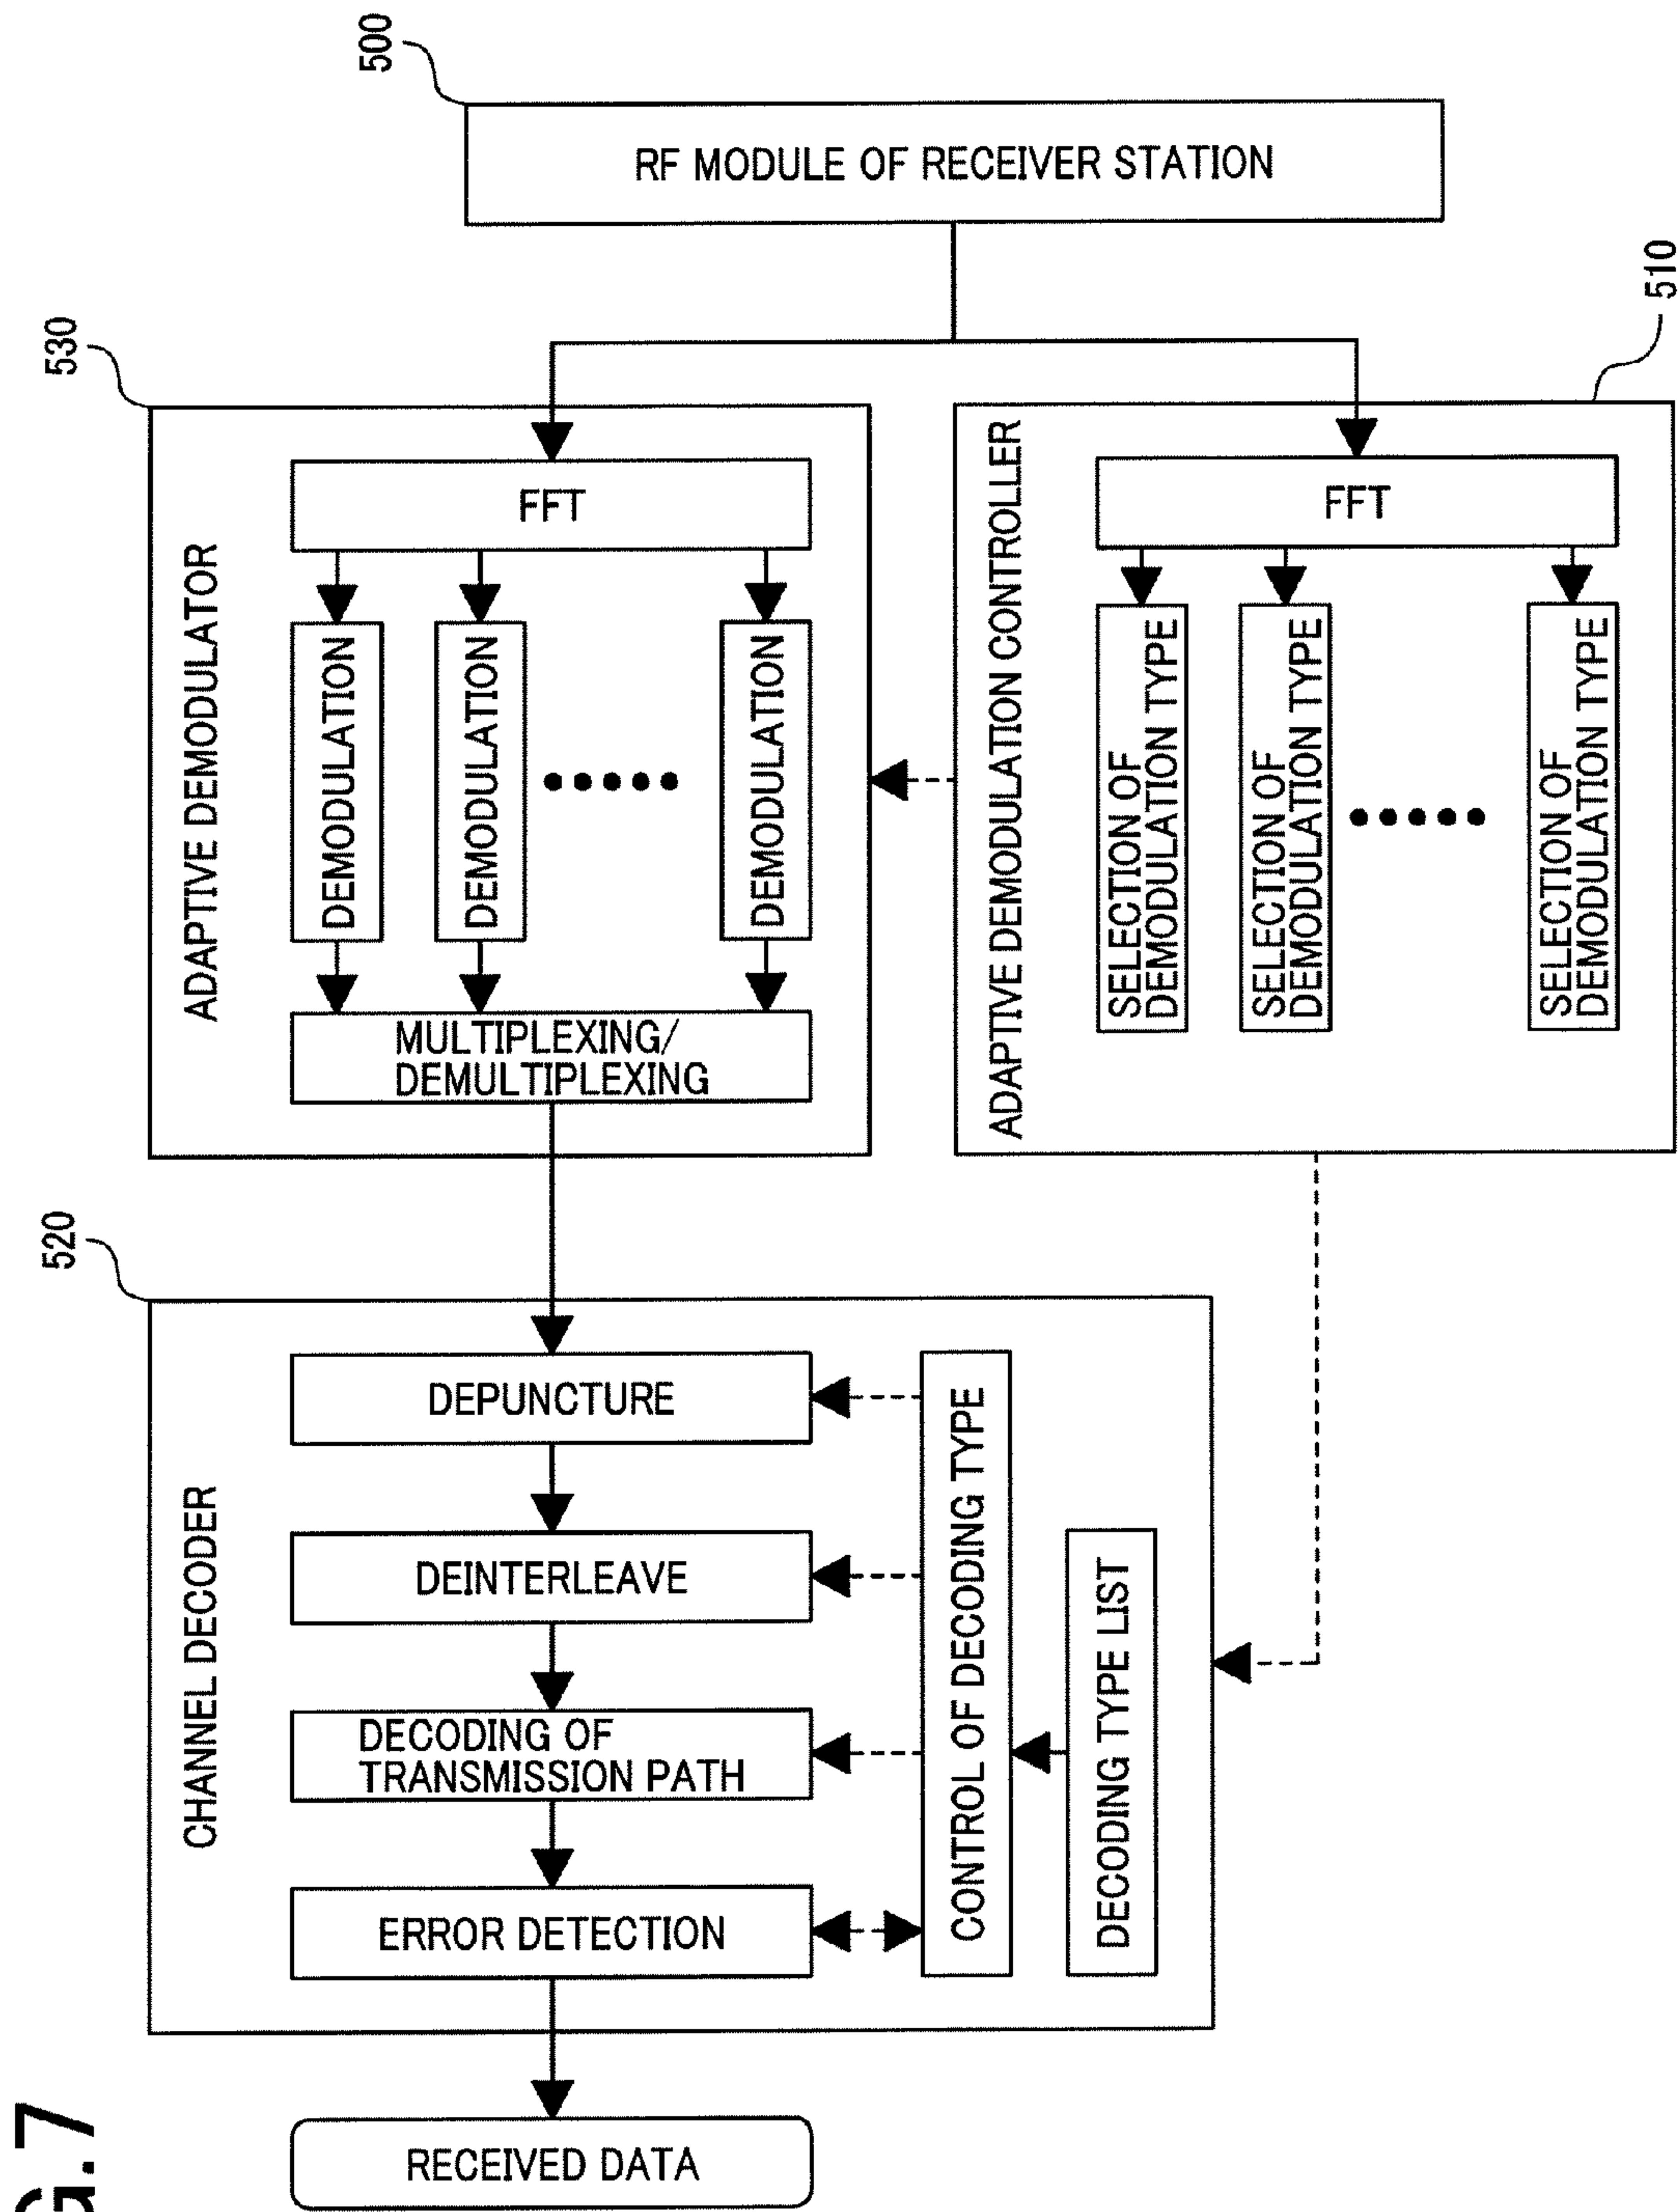 G.7
500
RF MODULE OF RECEIVER STATION
530
ADAPTIVE DEMODULATOR
FFT
DEMODULATION
DEMODULATION
DEMODULATION
MULTIPLEXING/
DEMULTIPLEXING
510
ADAPTIVE DEMODULATION CONTROLLER
FFT
SELECTION OF
DEMODULATION TYPE
SELECTION OF
DEMODULATION TYPE
SELECTION OF
DEMODULATION TYPE
520
CHANNEL DECODER
DEPUNCTURE
DEINTERLEAVE
DECODING OF
TRANSMISSION PATH
ERROR DETECTION
CONTROL OF DECODING TYPE
DECODING TYPE LIST
RECEIVED DATA